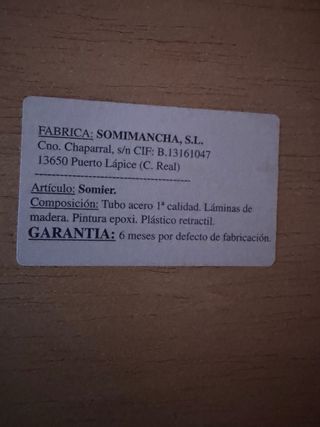 FABRICA: SOMIMANCHA, S.L.
Cno. Chaparral, s/n CIF: B.13161047
13650 Puerto Lápice (C. Real)
------------------------------------------
Artículo: Somier.
Composición: Tubo acero 1ª calidad. Láminas de
madera. Pintura epoxi. Plástico retractil.
GARANTIA: 6 meses por defecto de fabricación.